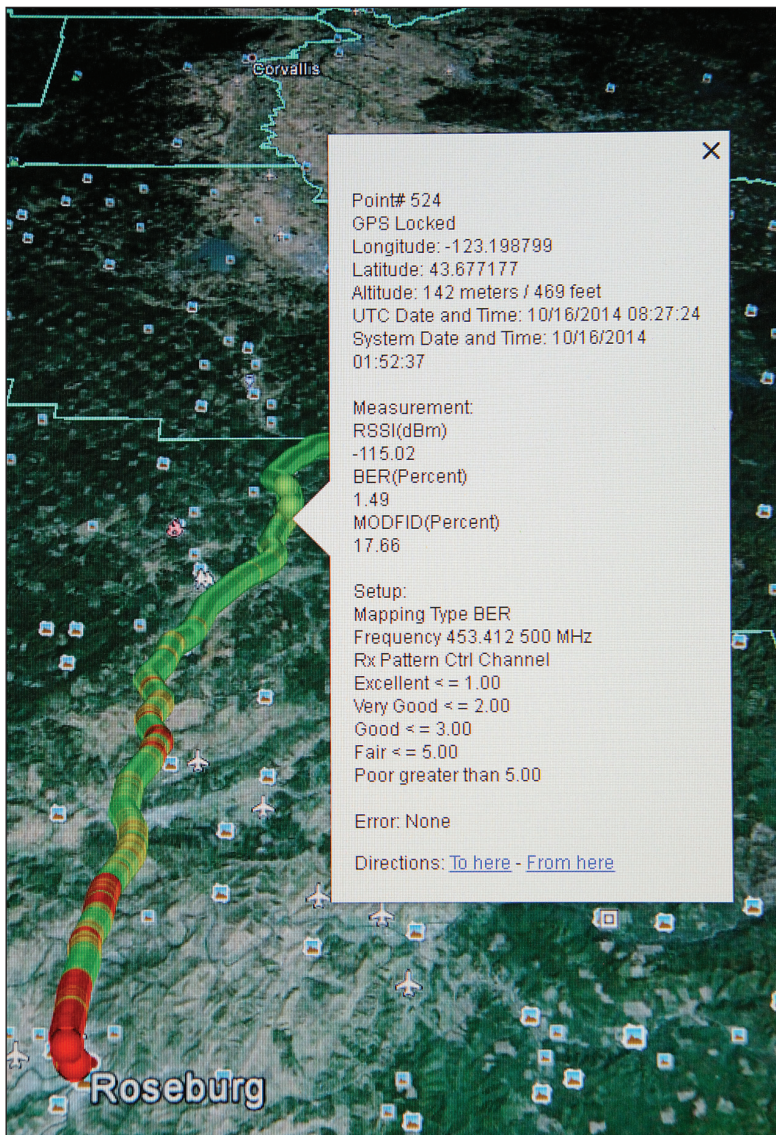 Corvallis
Point# 524
GPS Locked
Longitude: -123.198799
Latitude: 43.677177
Altitude: 142 meters / 469 feet
UTC Date and Time: 10/16/2014 08:27:24
System Date and Time: 10/16/2014
01:52:37
Measurement:
RSSI(dBm)
-115.02
BER(Percent)
1.49
MODFID(Percent)
17.66
Setup:
Mapping Type BER
Frequency 453.412 500 MHz
Rx Pattern Ctrl Channel
Excellent < = 1.00
Very Good < = 2.00
Good < = 3.00
Fair < = 5.00
Poor greater than 5.00
Error: None
Directions: To here - From here
Roseburg